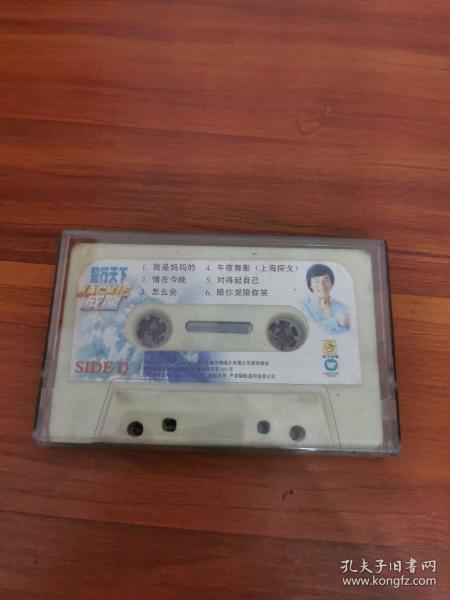 龍行天下
JACKIE
成龍
SIDE D
1. 我是妈妈的
2. 情在今晚
3. 怎么会
4. 午夜舞影（上海探戈）
5. 对得起自己
6. 陪你哭陪你笑
孔夫子旧书网
www.kongfz.com